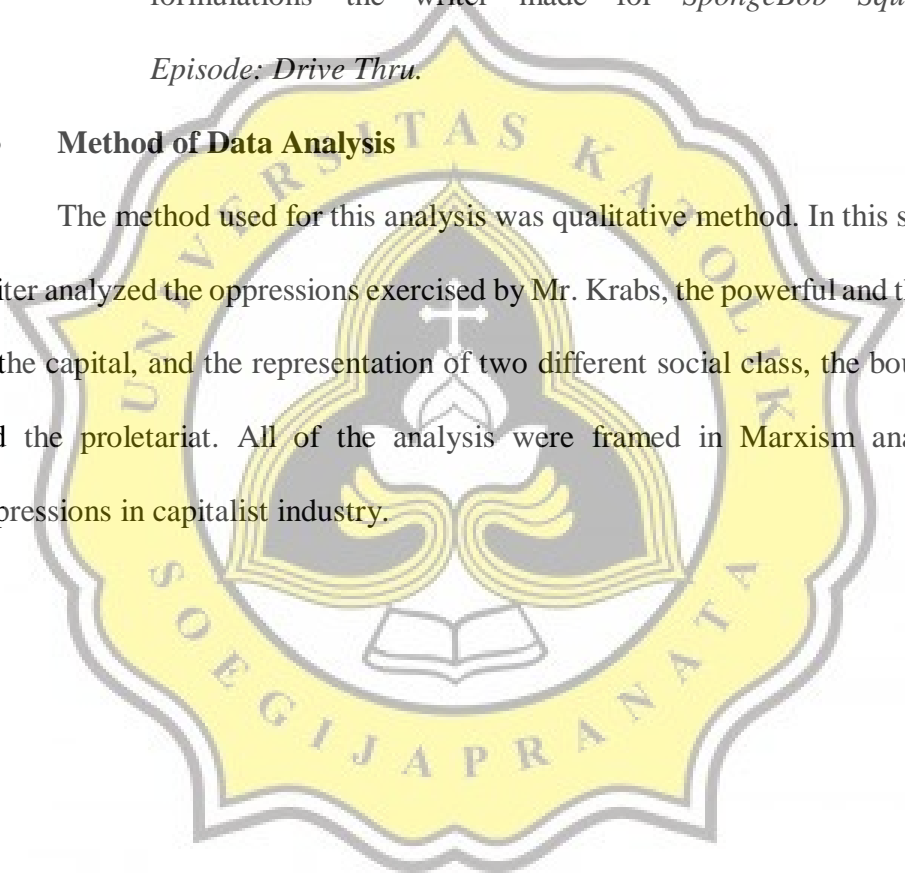 formulations the writer made for SpongeBob Squ
Episode: Drive Thru.
Method of Data Analysis
The method used for this analysis was qualitative method. In this s
iter analyzed the oppressions exercised by Mr. Krabs, the powerful and th
the capital, and the representation of two different social class, the bou
d the proletariat. All of the analysis were framed in Marxism ana
pressions in capitalist industry.
UNIVERSITAS KATOLIK
SOEGIJAPRANATA